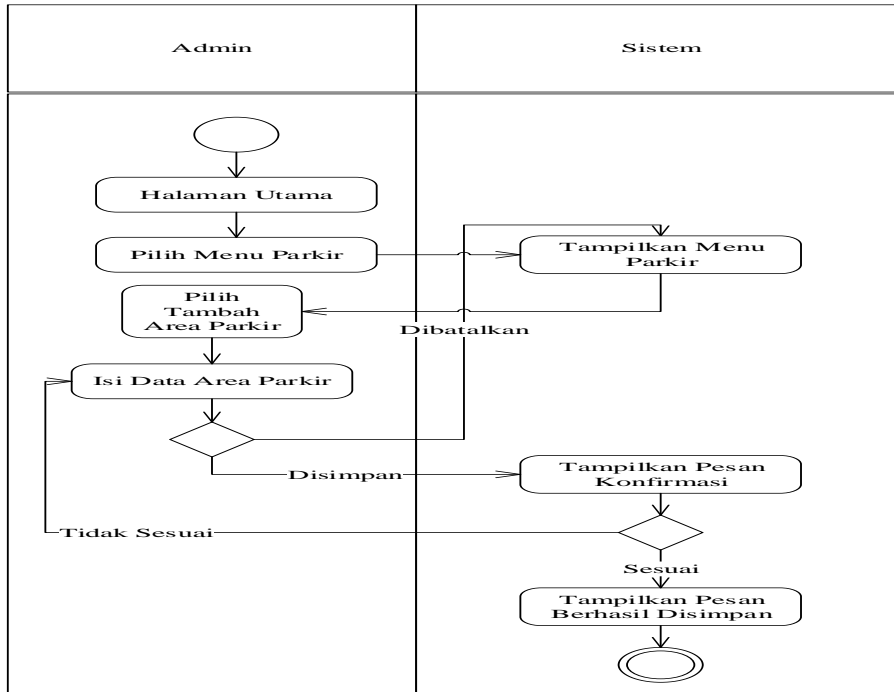 Admin
Sistem
Halaman Utama
Pilih Menu Parkir
Tampilkan Menu
Parkir
Pilih
Tambah
Area Parkir
Dibatalkan
Isi Data Area Parkir
Disimpan
Tampilkan Pesan
Konfirmasi
Tidak Sesuai
Sesuai
Tampilkan Pesan
Berhasil Disimpan